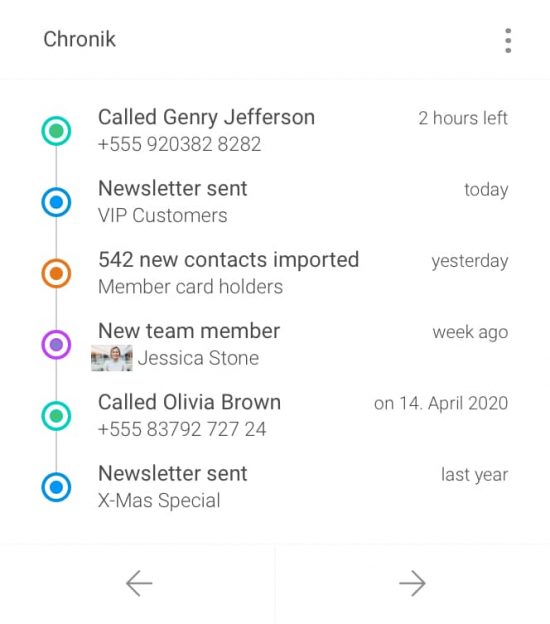 Chronik
Called Genry Jefferson
2 hours left
+555 920382 8282
Newsletter sent
today
VIP Customers
542 new contacts imported
yesterday
Member card holders
New team member
week ago
Jessica Stone
Called Olivia Brown
on 14. April 2020
+555 83792 727 24
Newsletter sent
last year
X-Mas Special